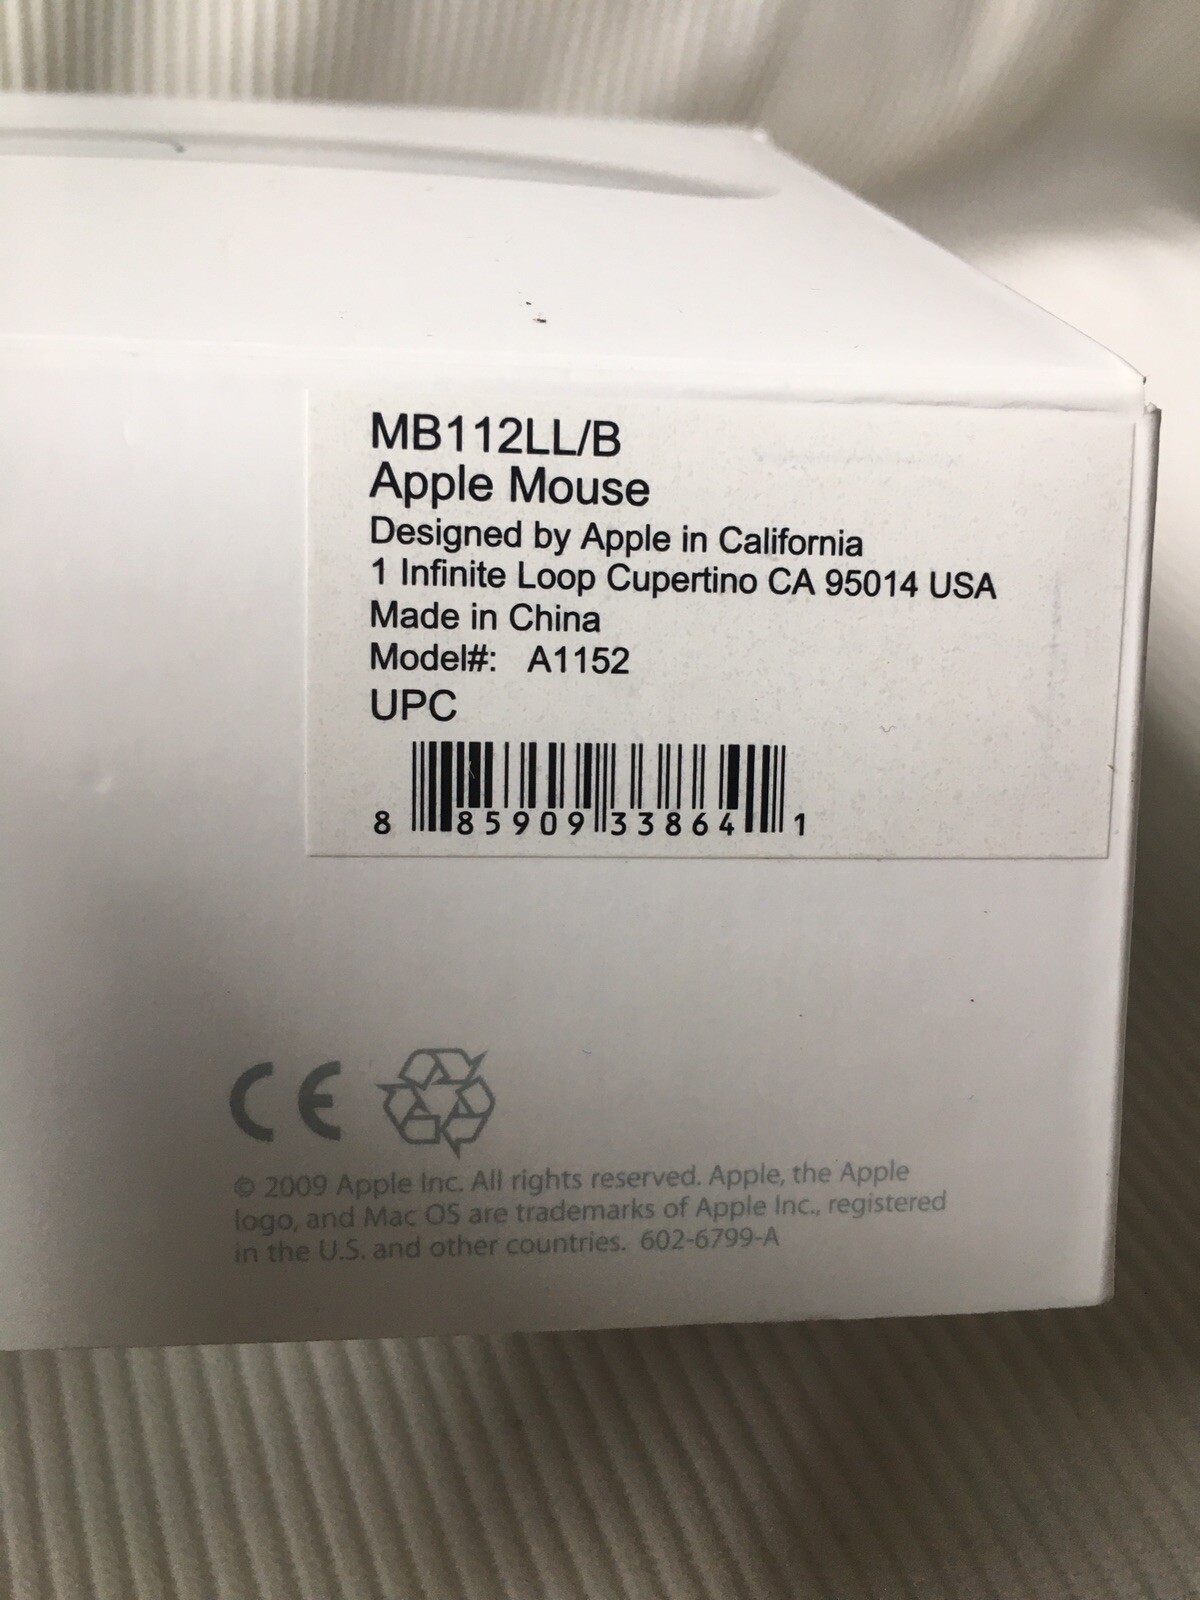 MB112LL/B
Apple Mouse
Designed by Apple in California
1 Infinite Loop Cupertino CA 95014 USA
Made in China
Model#: A1152
UPC
8 85909 33864 1
CE
© 2009 Apple Inc. All rights reserved. Apple, the Apple
logo, and Mac OS are trademarks of Apple Inc., registered
in the U.S. and other countries. 602-6799-A